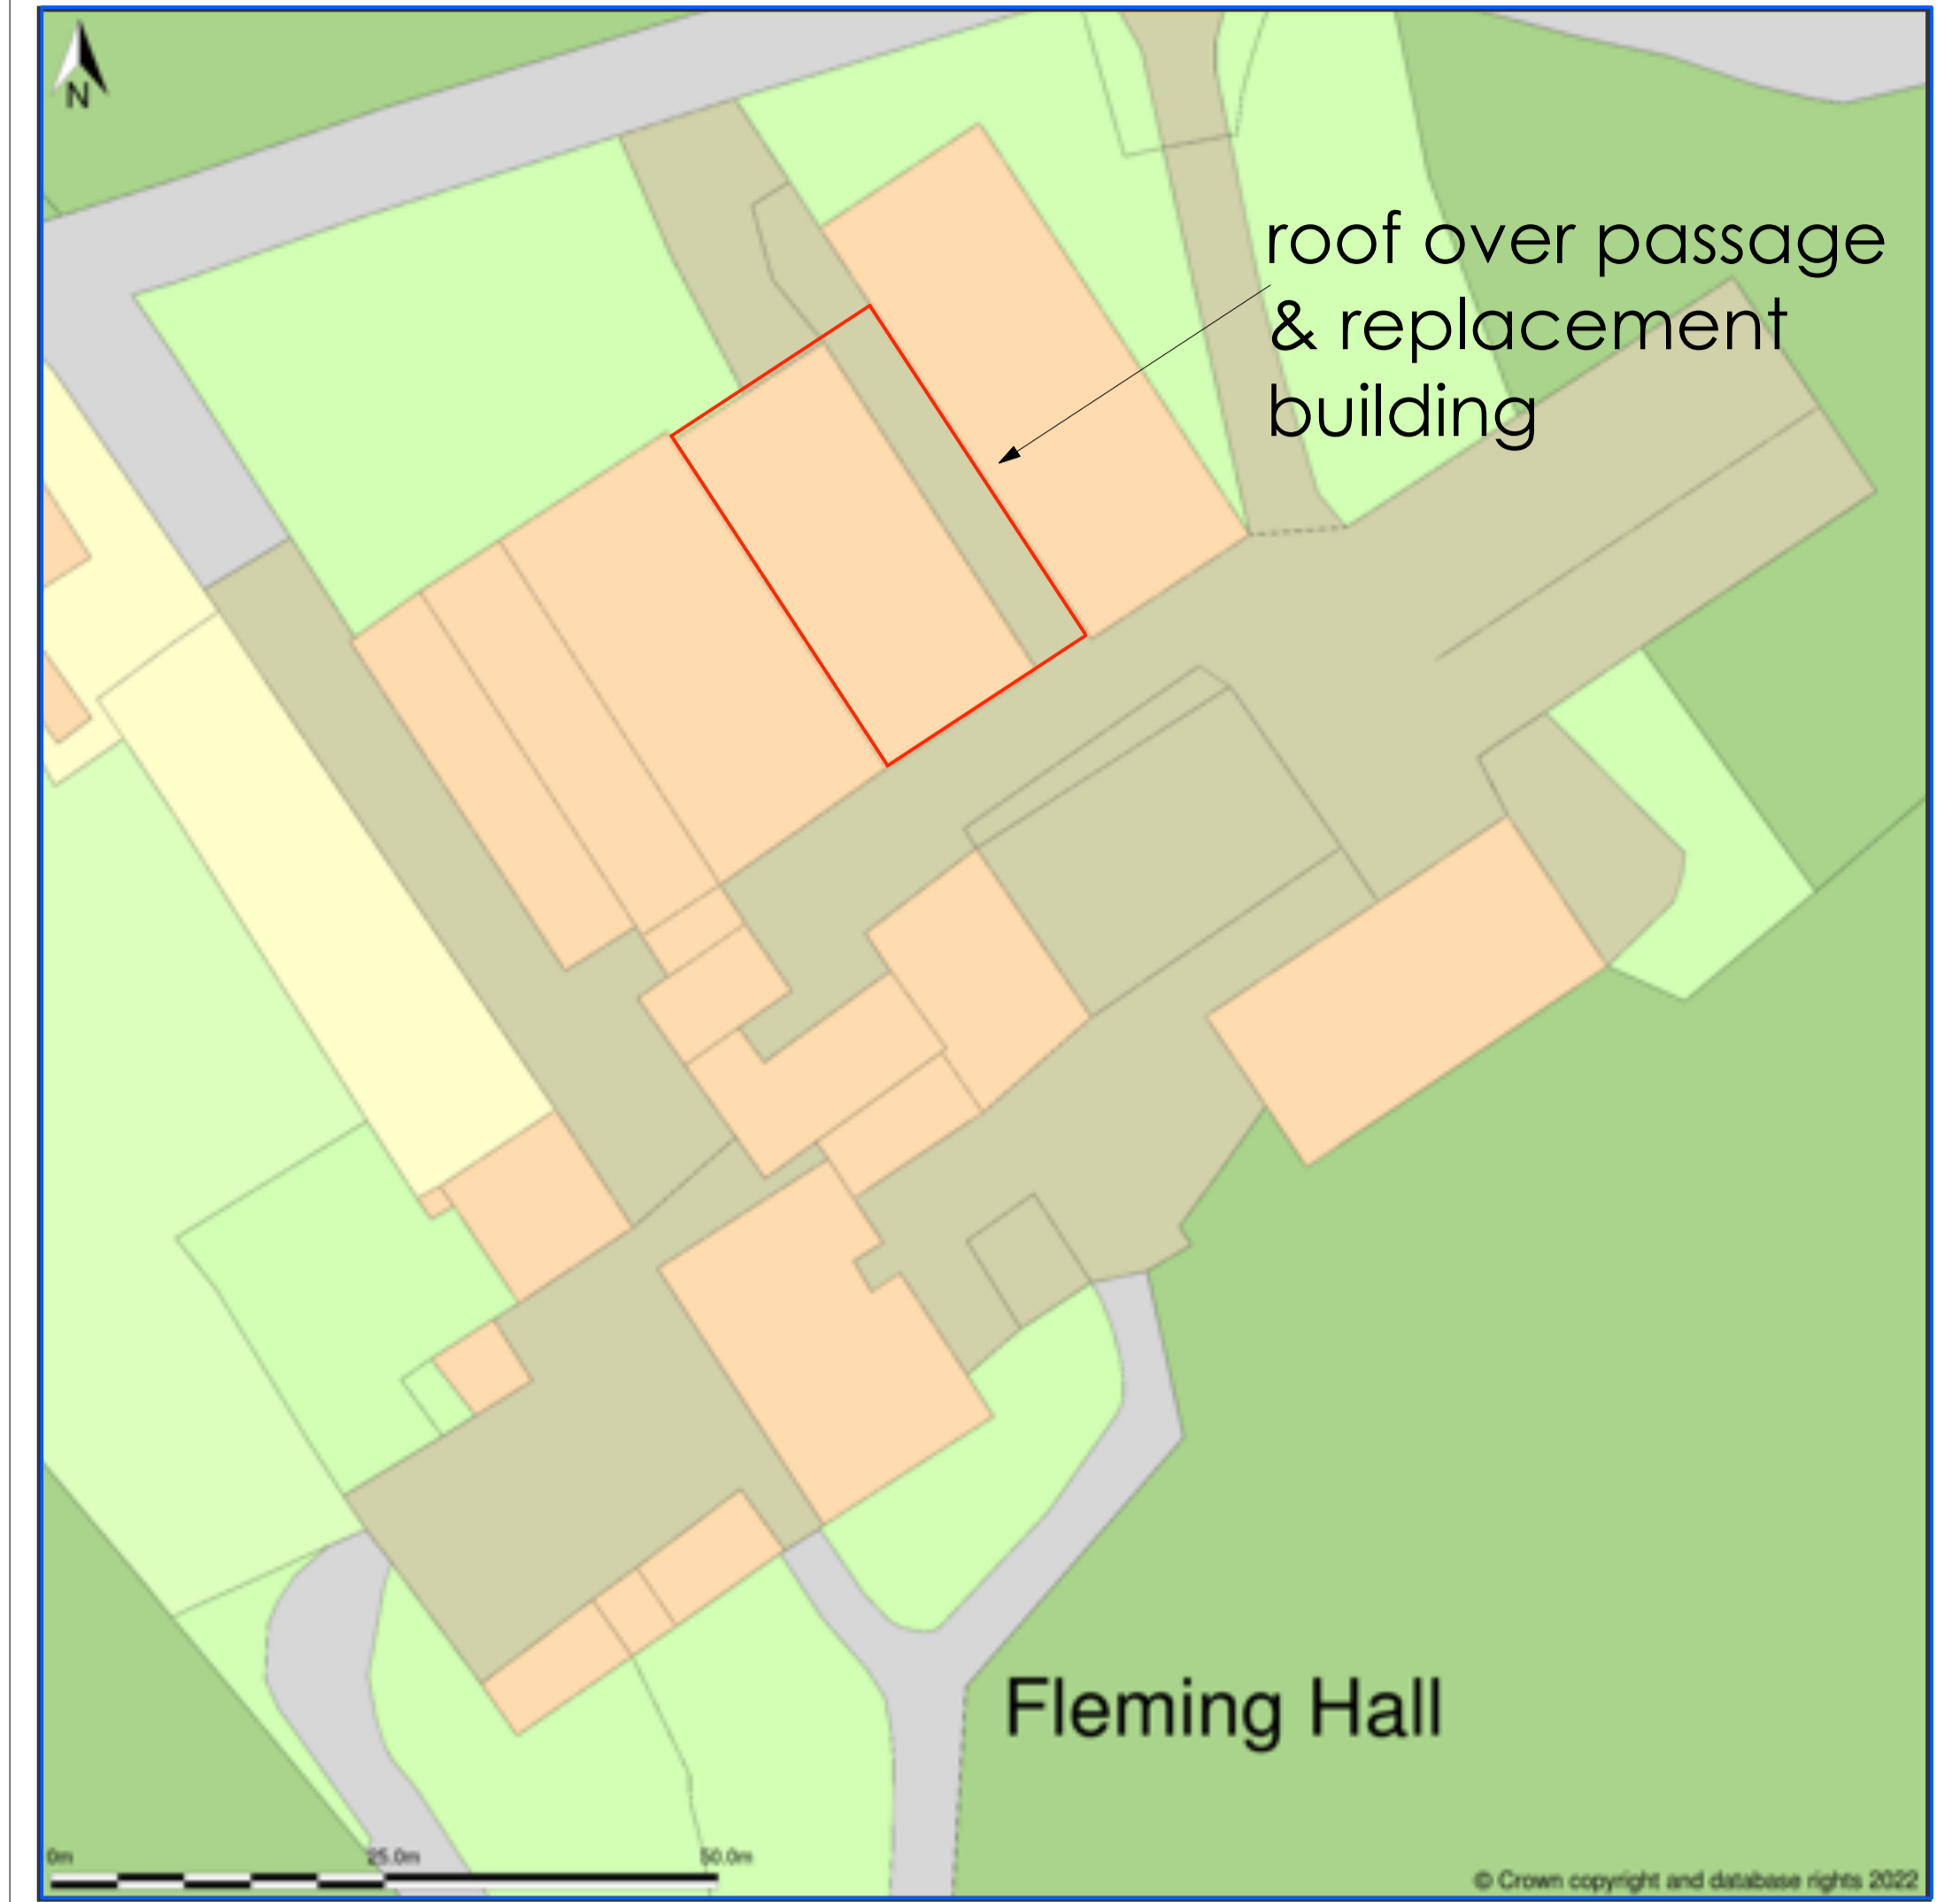 N
roof over passage
& replacement
building
Fleming Hall
0m 25.0m 50.0m
© Crown copyright and database rights 2022